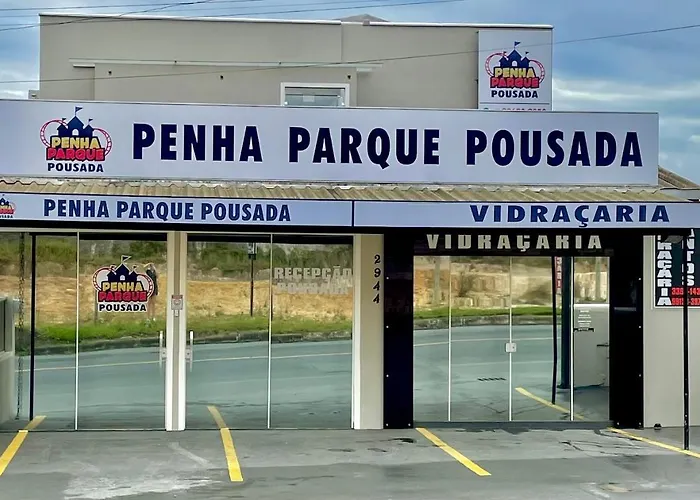 PENHA
PARQUE
POUSADA
PENHA PARQUE POUSADA
PENHA
PARQUE
POUSADA
PENHA PARQUE POUSADA
VIDRAÇARIA
VIDRAÇARIA
RECEPÇÃO
POUSADA
2944
PENHA
PARQUE
POUSADA